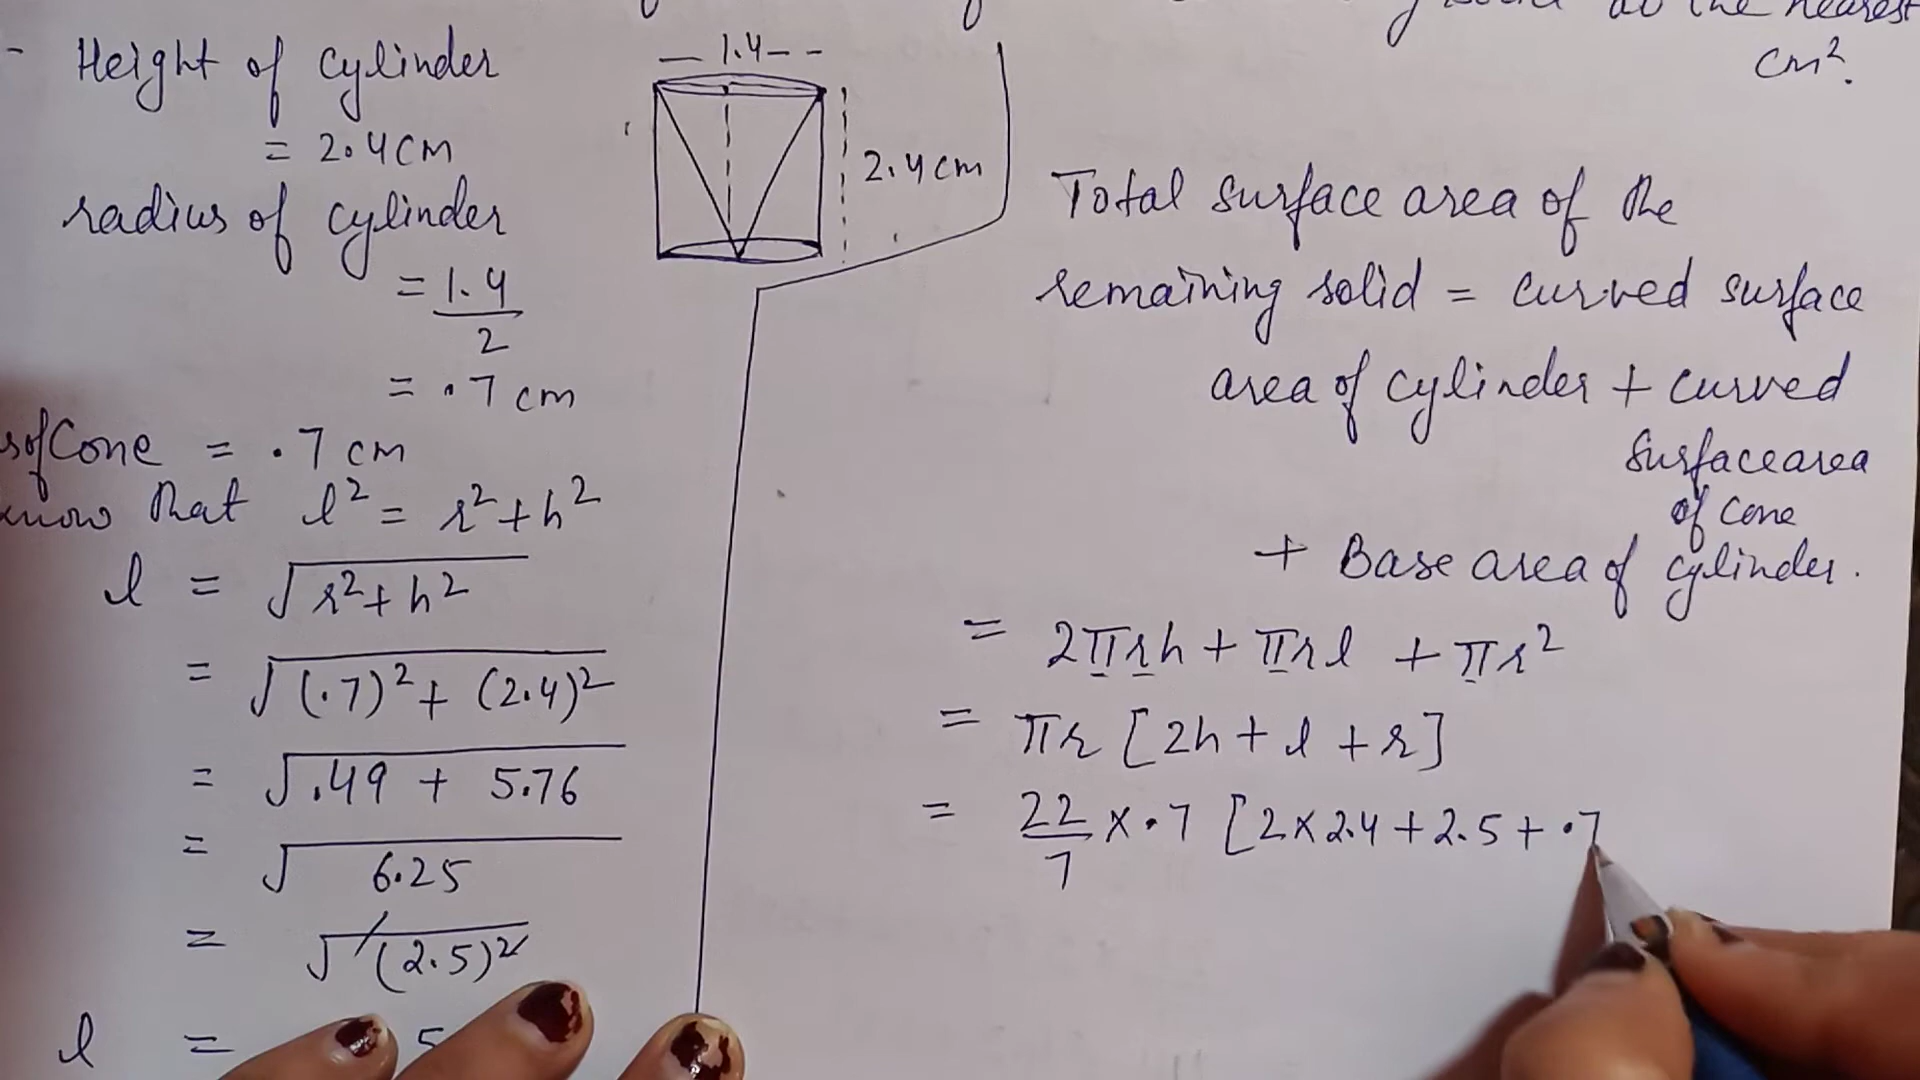 the nearest
cm².
- Height of cylinder
= 2.4cm
radius of cylinder
= 1.4
2
= .7 cm
of Cone = .7 cm
know that l² = r² + h²
l = √r² + h²
= √(.7)² + (2.4)²
= √.49 + 5.76
= √6.25
= √(2.5)²
l = 5
1.4
2.4cm
Total surface area of the
remaining solid = curved surface
area of cylinder + curved
surface area
of cone
+ Base area of cylinder.
= 2πrh + πrl + πr²
= πr [2h + l + r]
= 22/7 × .7 [2×2.4+2.5+.7